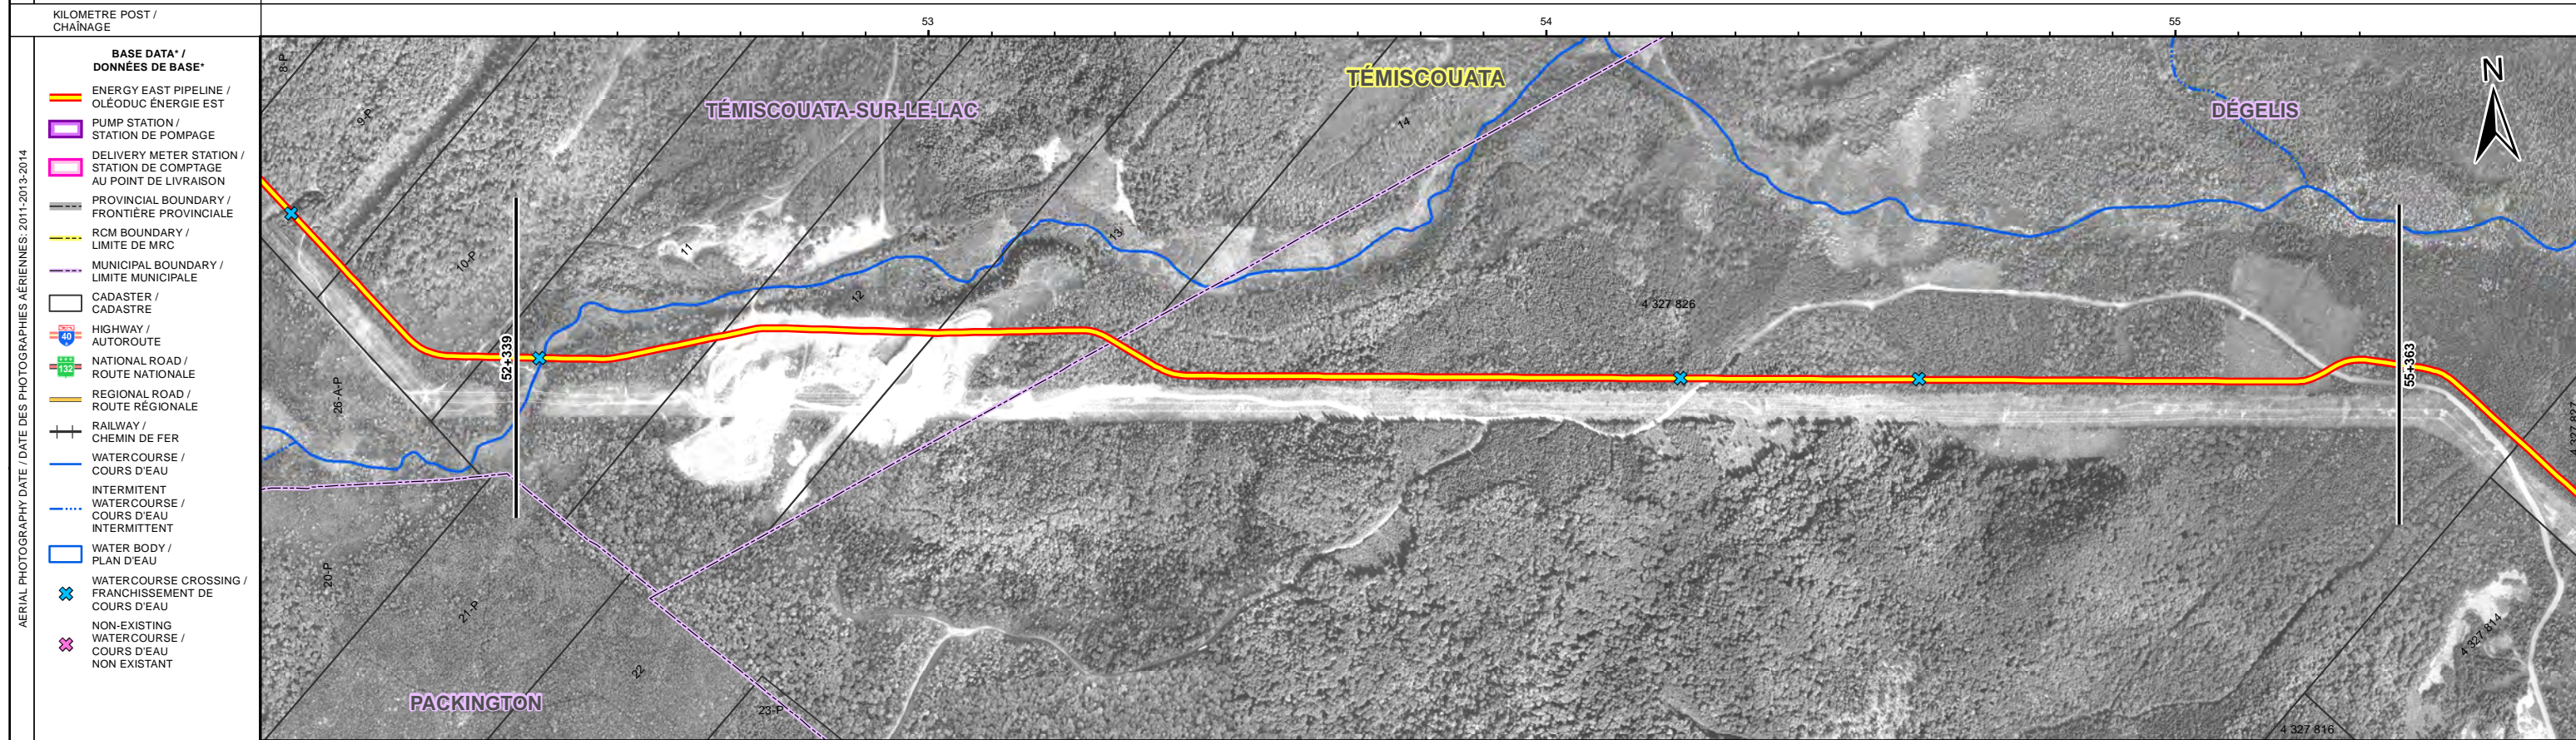 KILOMETRE POST /
CHAÎNAGE
53
54
55
AERIAL PHOTOGRAPHY DATE / DATE DES PHOTOGRAPHIES AÉRIENNES: 2011-2013-2014
BASE DATA* /
DONNÉES DE BASE*
ENERGY EAST PIPELINE /
OLÉODUC ÉNERGIE EST
PUMP STATION /
STATION DE POMPAGE
DELIVERY METER STATION /
STATION DE COMPTAGE
AU POINT DE LIVRAISON
PROVINCIAL BOUNDARY /
FRONTIÈRE PROVINCIALE
RCM BOUNDARY /
LIMITE DE MRC
MUNICIPAL BOUNDARY /
LIMITE MUNICIPALE
CADASTER /
CADASTRE
40
HIGHWAY /
AUTOROUTE
132
NATIONAL ROAD /
ROUTE NATIONALE
REGIONAL ROAD /
ROUTE RÉGIONALE
RAILWAY /
CHEMIN DE FER
WATERCOURSE /
COURS D'EAU
INTERMITENT
WATERCOURSE /
COURS D'EAU
INTERMITTENT
WATER BODY /
PLAN D'EAU
WATERCOURSE CROSSING /
FRANCHISSEMENT DE
COURS D'EAU
NON-EXISTING
WATERCOURSE /
COURS D'EAU
NON EXISTANT
8-P
9-P
TÉMISCOUATA-SUR-LE-LAC
TÉMISCOUATA
DÉGELIS
N
14
10-P
11
12
13
4 327 826
52+339
55+363
26-A-P
4 327 827
20-P
21-P
22
23-P
PACKINGTON
4 327 814
4 327 816